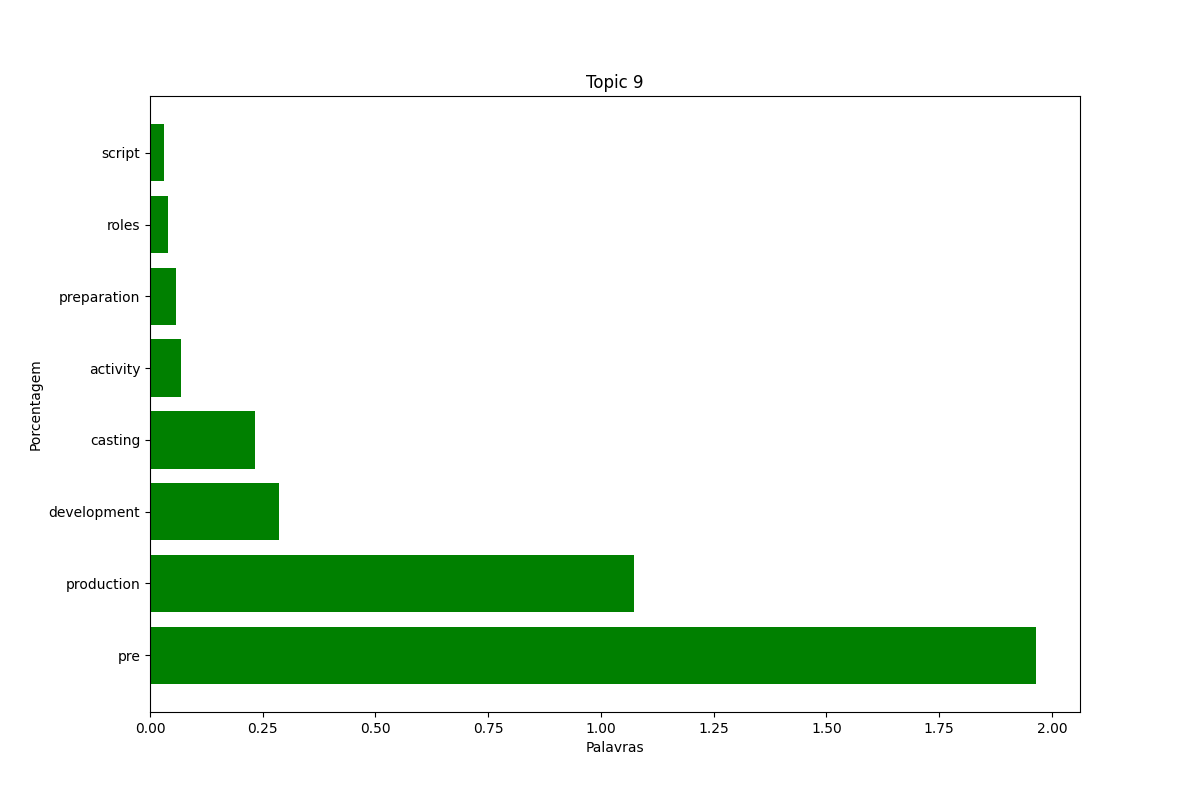 Topic 9
script
roles
preparation
activity
casting
development
production
pre
Porcentagem
0.00 0.25 0.50 0.75 1.00 1.25 1.50 1.75 2.00
Palavras